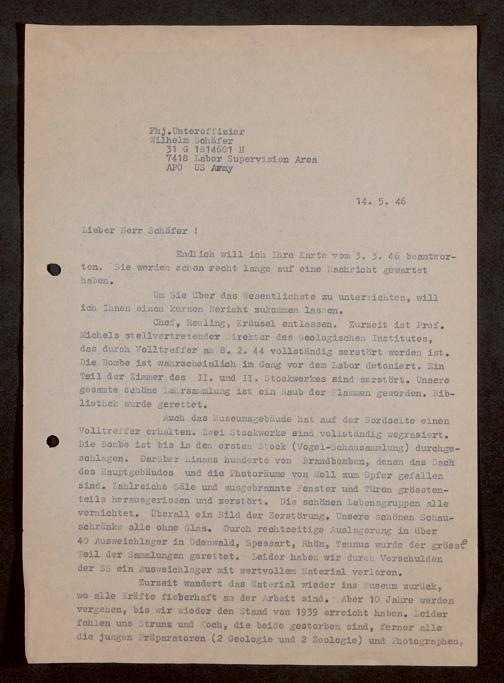 Fhj.Unteroffizier
Wilhelm Schäfer
31 G 1814601 H
7418 Labor Supervision Area
APO US Army
14. 5. 46
Lieber Herr Schäfer !
Endlich will ich Ihre Karte vom 3. 3. 46 beantwor-
ten. Sie werden schon recht lange auf eine Nachricht gewartet
haben.
Um Sie über das Wesentlichste zu unterrichten, will
ich Ihnen einen kurzen Bericht zukommen lassen.
Chef, Reuling, Kräusel entlassen. Zurzeit ist Prof.
Michels stellvertretender Direktor des Geologischen Institutes,
das durch Volltreffer am 8. 2. 44 vollständig zerstört worden ist.
Die Bombe ist wahrscheinlich im Gang vor dem Labor detoniert. Ein
Teil der Zimmer des II. und II. Stockwerkes sind zerstört. Unsere
gesamte schöne Lehrsammlung ist ein Raub der Flammen geworden. Bib-
liothek wurde gerettet.
Auch das Museumsgebäude hat auf der Nordseite einen
Volltreffer erhalten. Zwei Stockwerke sind vollständig wegrasiert.
Die Bombe ist bis in den ersten Stock (Vogel-Schausammlung) durchge-
schlagen. Darüber hinaus hunderte von Brandbomben, denen das Dach
des Hauptgebäudes und die Photoräume von Moll zum Opfer gefallen
sind. Zahlreiche Säle und ausgebrannte Fenster und Türen grössten-
teils herausgerissen und zerstört. Die schönen Lebensgruppen alle
vernichtet. Überall ein Bild der Zerstörung. Unsere schönen Schau-
schränke alle ohne Glas. Durch rechtzeitige Auslagerung in über
40 Ausweichlager in Odenwald, Spessart, Rhön, Taunus wurde der grösste
Teil der Sammlungen gerettet. Leider haben wir durch Verschulden
der SS ein Ausweichlager mit wertvollem Material verloren.
Zurzeit wandert das Material wieder ins Museum zurück,
wo alle Kräfte fieberhaft an der Arbeit sind. Aber 10 Jahre werden
vergehen, bis wir wieder den Stand von 1939 erreicht haben. Leider
fehlen uns Strunz und Koch, die beide gestorben sind, ferner alle
die jungen Präparatoren (2 Geologie und 2 Zoologie) und Photographen,